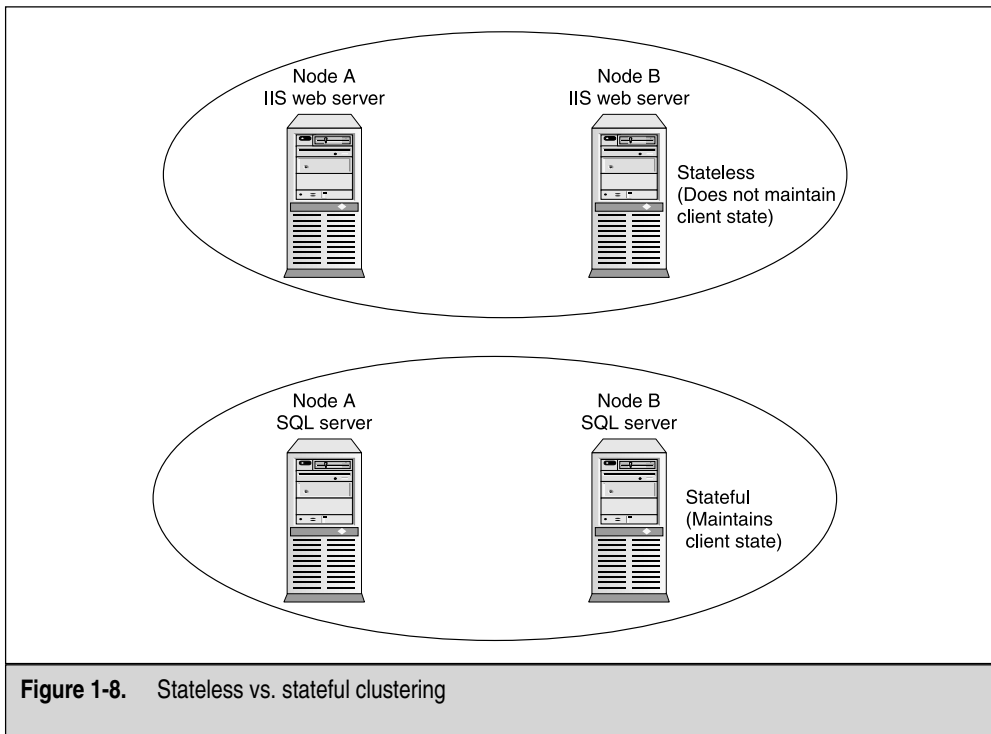 Node A
IIS web server
Node B
IIS web server
Stateless
(Does not maintain
client state)
Node A
SQL server
Node B
SQL server
Stateful
(Maintains
client state)
Figure 1-8. Stateless vs. stateful clustering